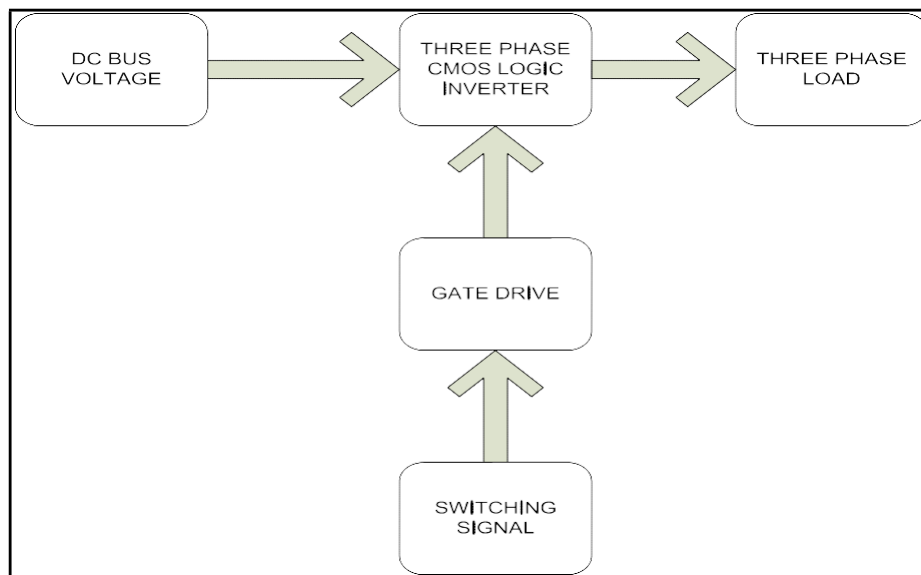 DC BUS
VOLTAGE
THREE PHASE
CMOS LOGIC
INVERTER
THREE PHASE
LOAD
GATE DRIVE
SWITCHING
SIGNAL